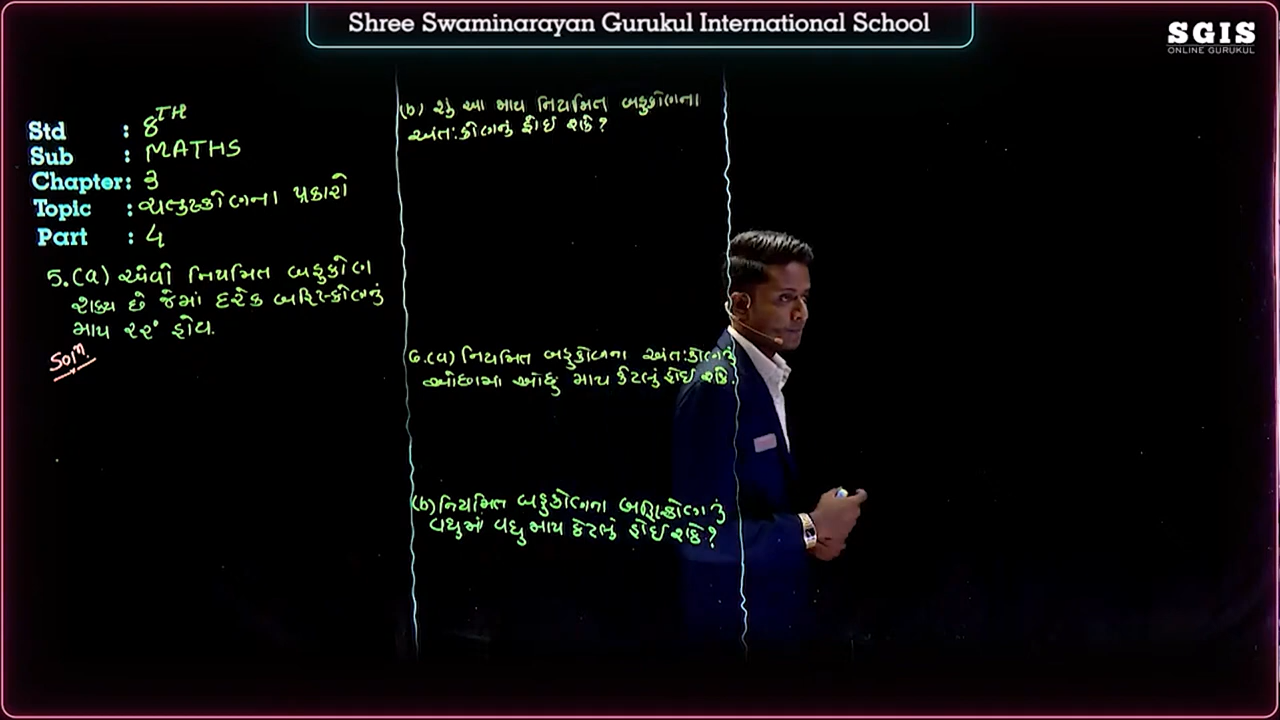 Shree Swaminarayan Gurukul International School
SGIS
ONLINE GURUKUL
Std : 8TH
Sub : MATHS
Chapter: 3
Topic : ચતુષ્કોણના પ્રકારો
Part : 4
5.(a) એવી નિયમિત બહુકોણ
શક્ય છે જેમાં દરેક બહિષ્કોણનું
માપ ૨૨° હોય.
Soln.
(b) શું આ માપ નિયમિત બહુકોણના
અંતઃકોણનું હોઈ શકે?
6.(a) નિયમિત બહુકોણના અંતઃકોણનું
ઓછામાં ઓછું માપ કેટલું હોઈ શકે.
(b) નિયમિત બહુકોણના બહિષ્કોણનું
વધુમાં વધુ માપ કેટલું હોઈ શકે?